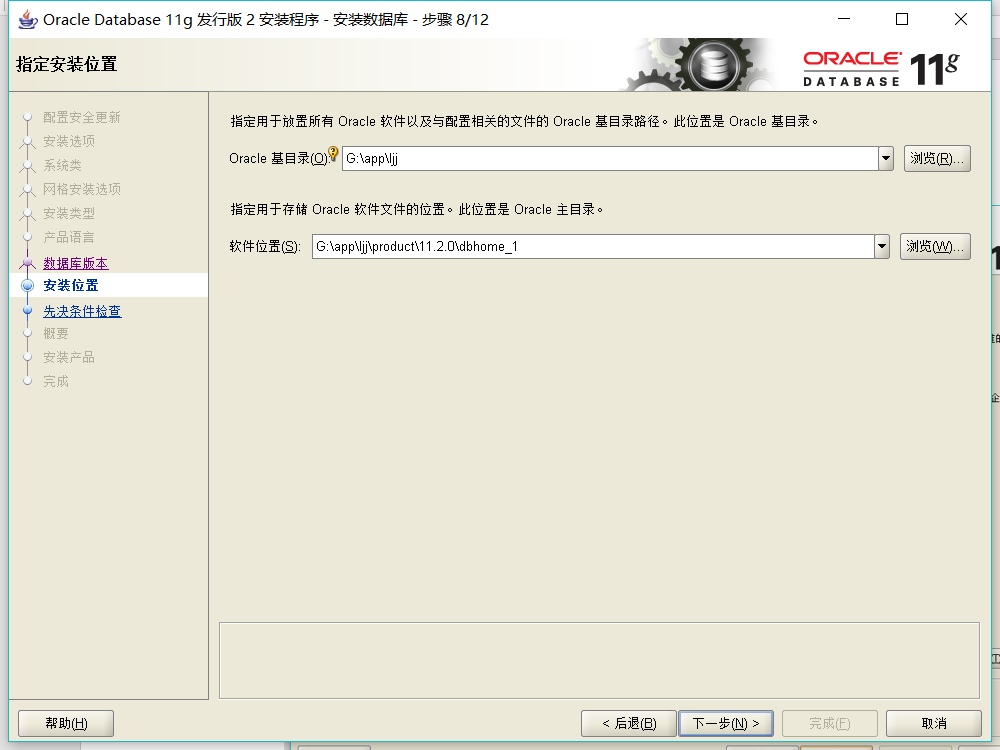 Oracle Database 11g 发行版 2 安装程序 - 安装数据库 - 步骤 8/12
指定安装位置
ORACLE 11g
DATABASE
配置安全更新
安装选项
系统类
网格安装选项
安装类型
产品语言
数据库版本
安装位置
先决条件检查
概要
安装产品
完成
指定用于放置所有 Oracle 软件以及与配置相关的文件的 Oracle 基目录路径。此位置是 Oracle 基目录。
Oracle 基目录(O): G:\app\ljj 浏览(R)...
指定用于存储 Oracle 软件文件的位置。此位置是 Oracle 主目录。
软件位置(S): G:\app\ljj\product\11.2.0\dbhome_1 浏览(W)...
帮助(H) < 后退(B) 下一步(N) > 完成(F) 取消